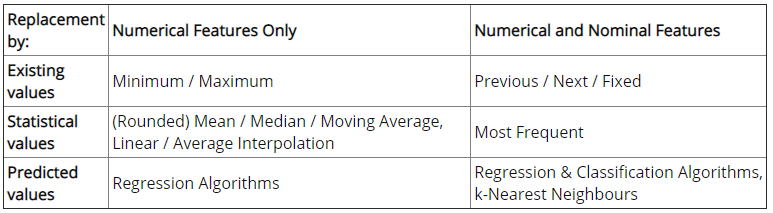 Replacement by: Numerical Features Only Numerical and Nominal Features
Existing values Minimum / Maximum Previous / Next / Fixed
Statistical values (Rounded) Mean / Median / Moving Average, Linear / Average Interpolation Most Frequent
Predicted values Regression Algorithms Regression & Classification Algorithms, k-Nearest Neighbours